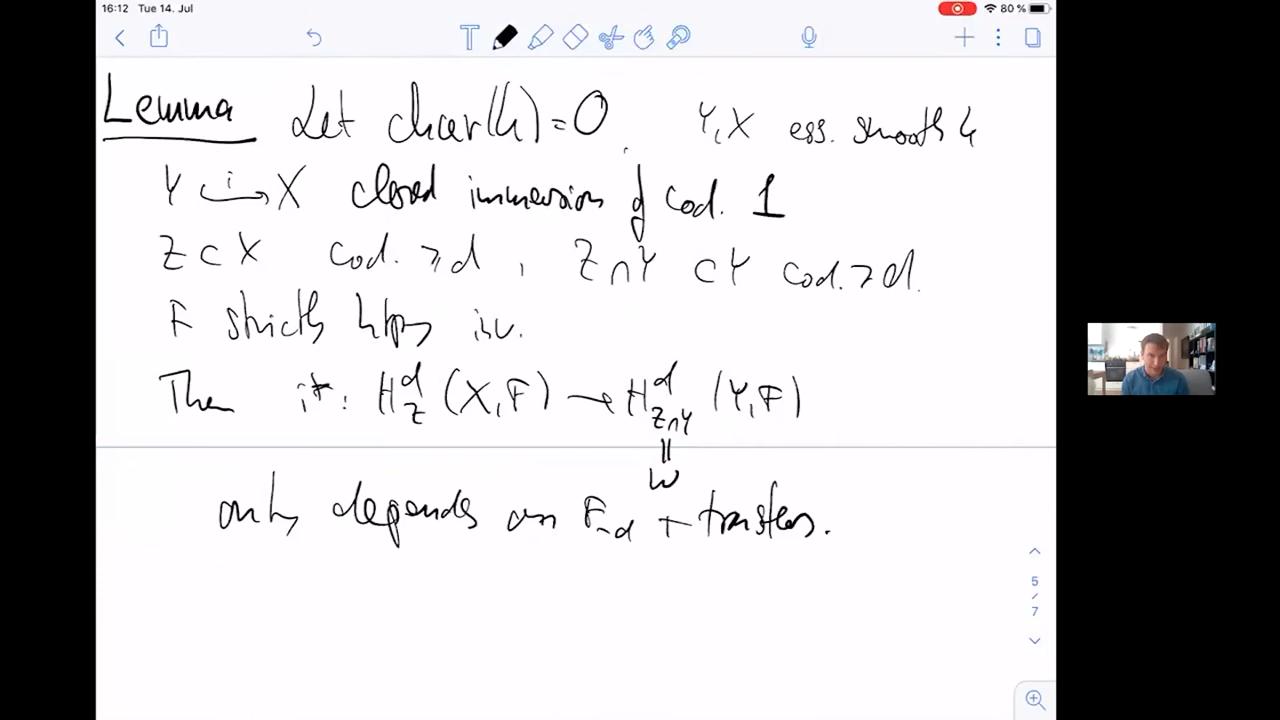 16:12 Tue 14. Jul 80 %
Lemma Let char(k) = 0. Y, X ess. smooth k
Y ↪ X closed immersion of cod. 1
i
Z ⊂ X cod. ≥ d, Z ∩ Y ⊂ Y cod. ≥ d.
F strictly htpy inv.
Then i*: H^d_Z (X, F) → H^d_{Z∩Y} (Y, F)
||
W
only depends on F_{-d} + transfers.
5
/
7